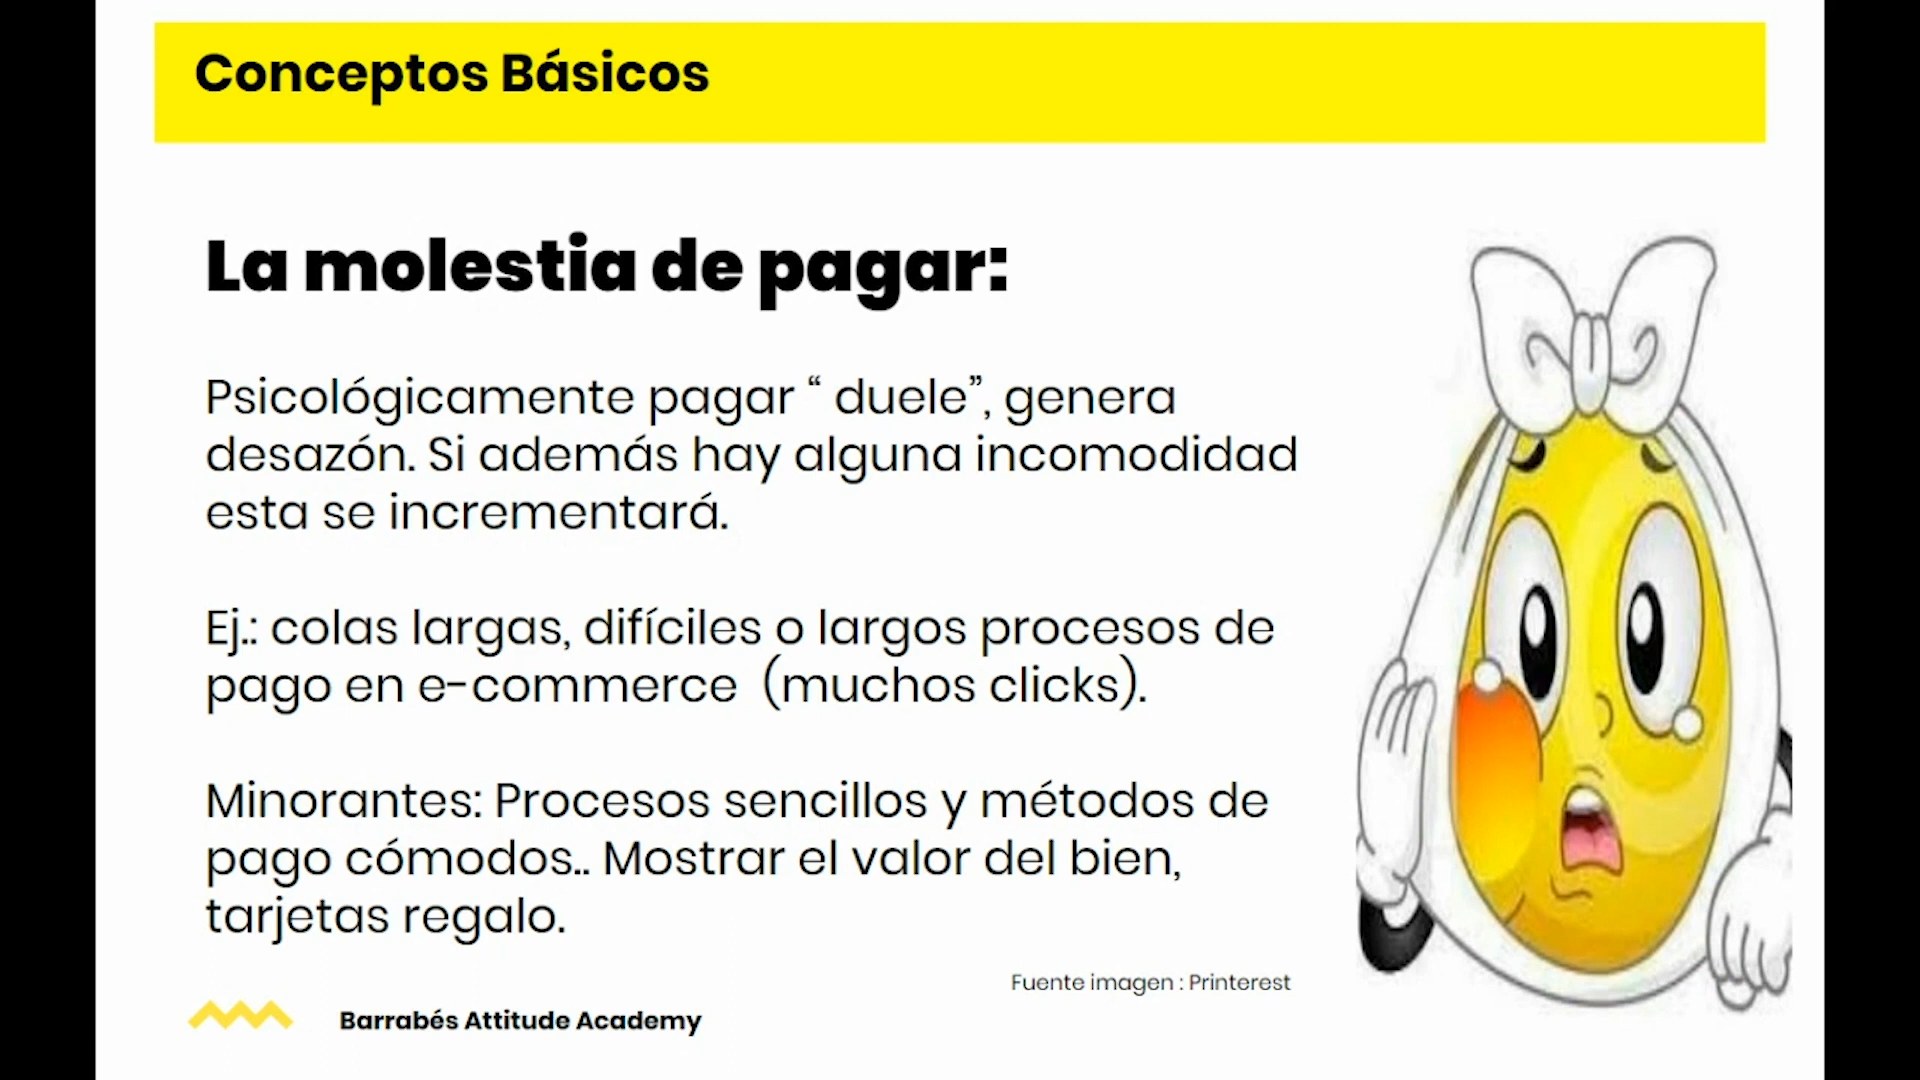 Conceptos Básicos
La molestia de pagar:
Psicológicamente pagar “ duele”, genera
desazón. Si además hay alguna incomodidad
esta se incrementará.
Ej.: colas largas, difíciles o largos procesos de
pago en e-commerce  (muchos clicks).
Minorantes: Procesos sencillos y métodos de
pago cómodos.. Mostrar el valor del bien,
tarjetas regalo.
Fuente imagen : Printerest
Barrabés Attitude Academy